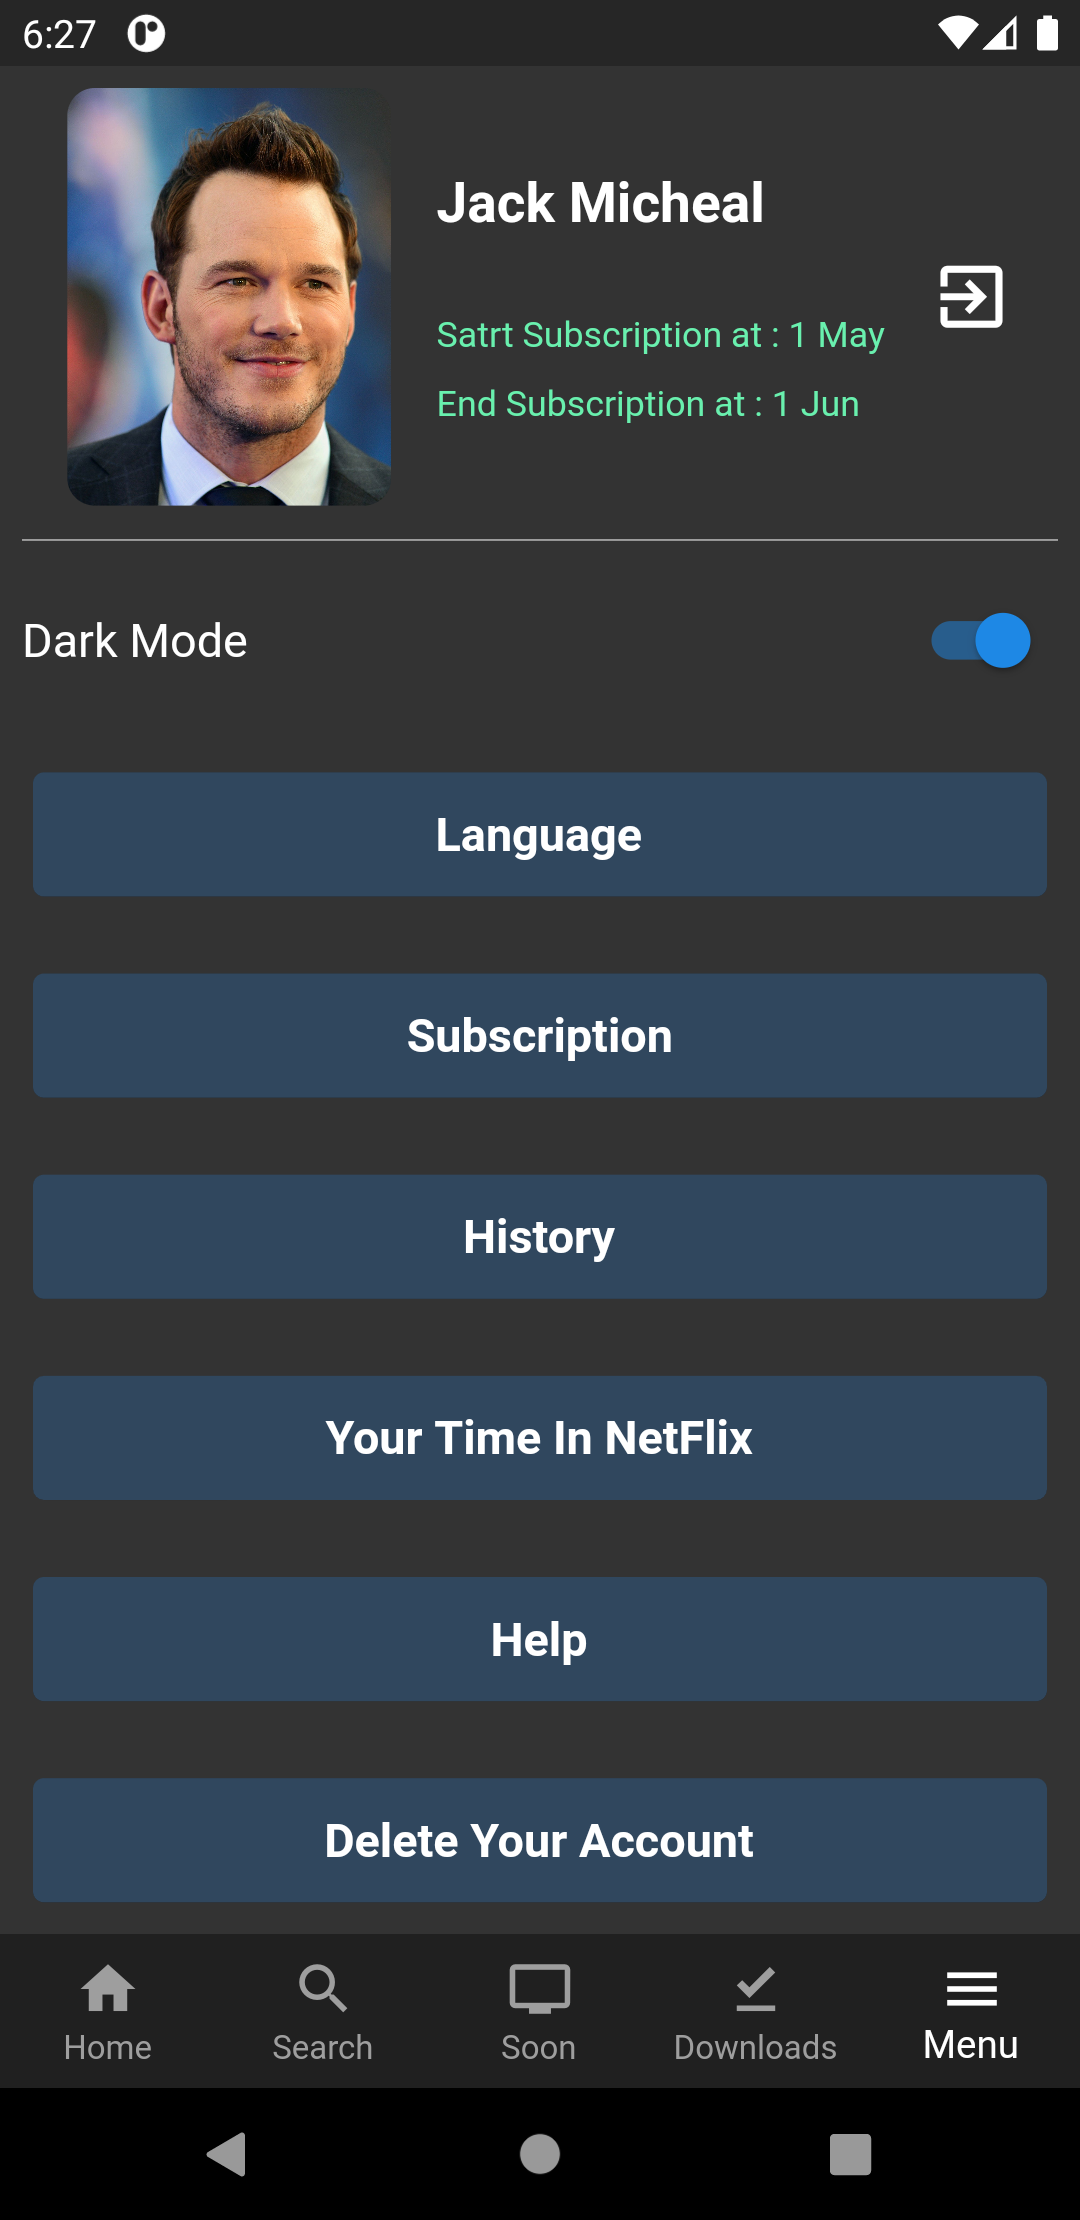 6:27
Jack Micheal
Satrt Subscription at : 1 May
End Subscription at : 1 Jun
Dark Mode
Language
Subscription
History
Your Time In NetFlix
Help
Delete Your Account
Home
Search
Soon
Downloads
Menu